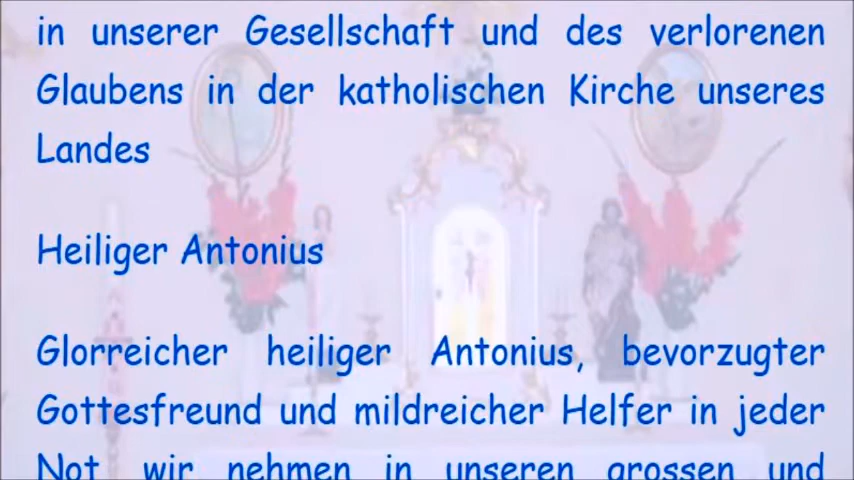 in unserer Gesellschaft und des verlorenen
Glaubens in der katholischen Kirche unseres
Landes
Heiliger Antonius
Glorreicher heiliger Antonius, bevorzugter
Gottesfreund und mildreicher Helfer in jeder
Not wir nehmen in unseren grossen und